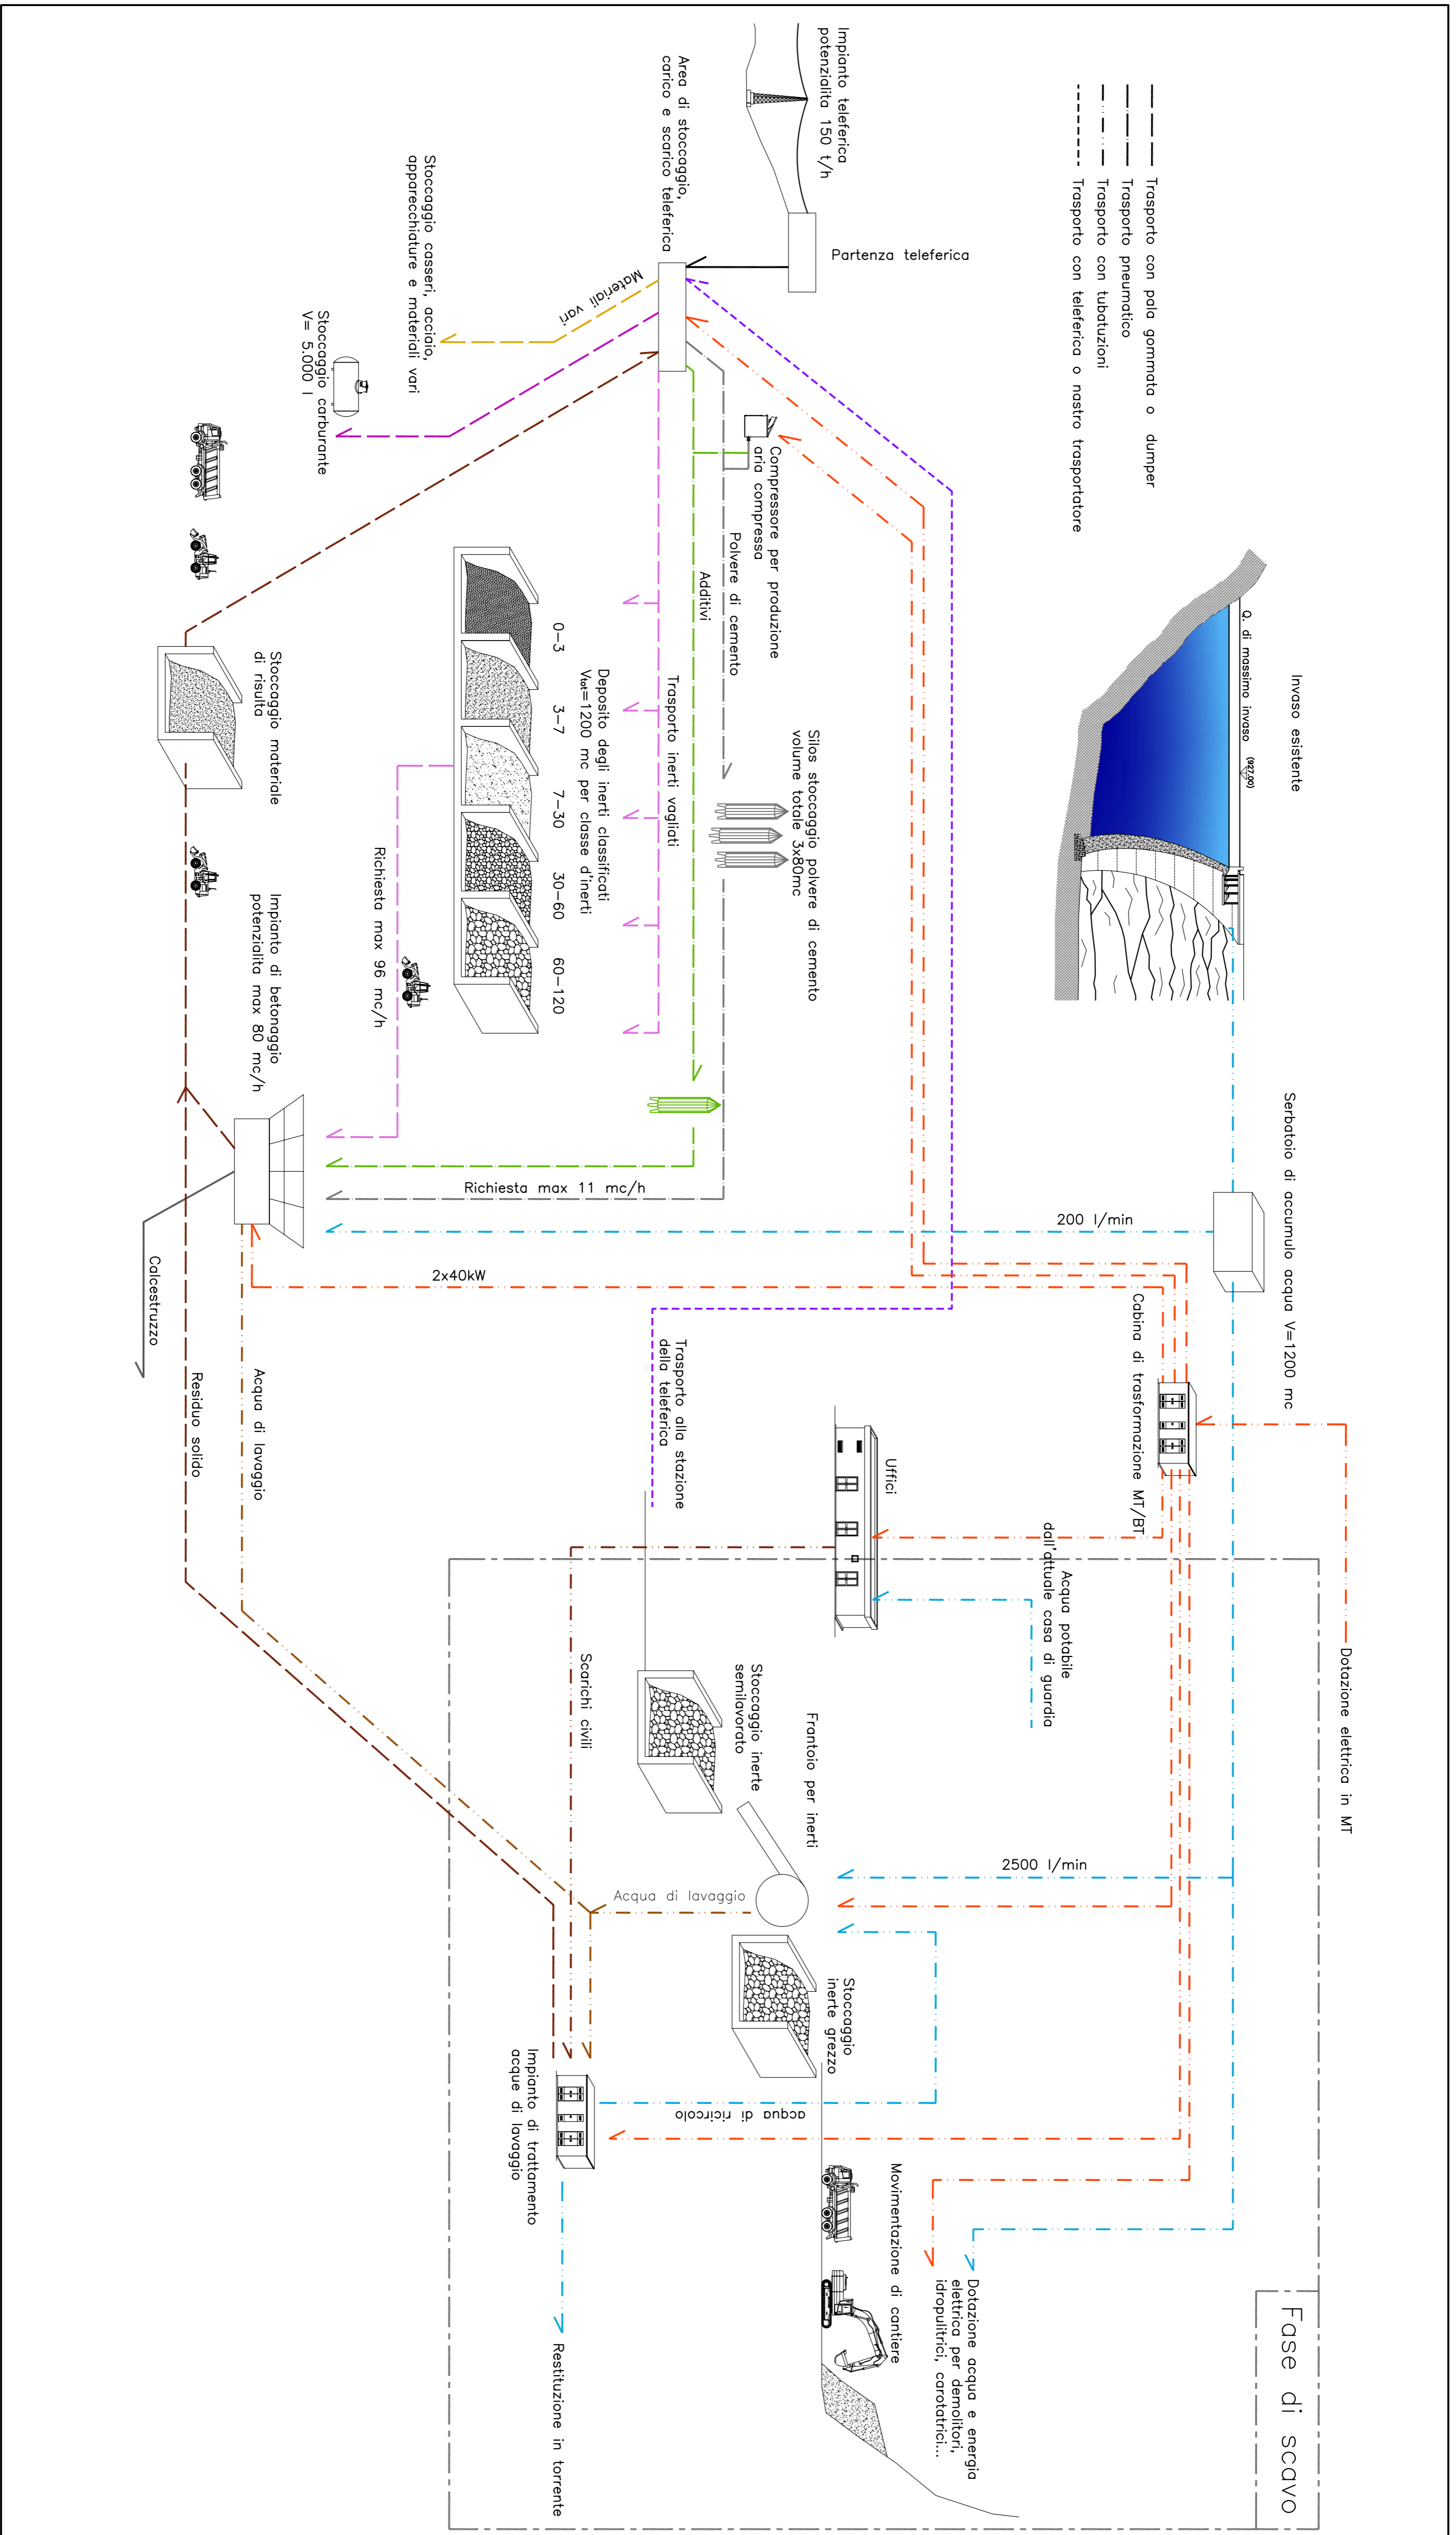 Fase di scavo
Invaso esistente
Q. di massimo invaso
(927,00)
Serbatoio di accumulo acqua V=1200 mc
Dotazione elettrica in MT
Trasporto con pala gommata o dumper
Trasporto pneumatico
Trasporto con tubatuzioni
Trasporto con teleferica o nastro trasportatore
Cabina di trasformazione MT/BT
200 l/min
Acqua potabile
dall'attuale casa di guardia
2500 l/min
Dotazione acqua e energia
elettrica per demolitori,
idropulitrici, carotatrici...
Impianto teleferica
potenzialita 150 t/h
Partenza teleferica
Uffici
Movimentazione di cantiere
Area di stoccaggio,
carico e scarico teleferica
Compressore per produzione
aria compressa
Polvere di cemento
Silos stoccaggio polvere di cemento
volume totale 3x80mc
Additivi
Trasporto inerti vagliati
Richiesta max 11 mc/h
2x40kW
Trasporto alla stazione
della teleferica
Stoccaggio inerte
semilavorato
Frantoio per inerti
Stoccaggio
inerte grezzo
Acqua di lavaggio
acqua di ricircolo
Scarichi civili
Materiali vari
Deposito degli inerti classificati
Vtot=1200 mc per classe d'inerti
0-3
3-7
7-30
30-60
60-120
Richiesta max 96 mc/h
Impianto di trattamento
acque di lavaggio
Restituzione in torrente
Stoccaggio casseri, acciaio,
apparecchiature e materiali vari
Stoccaggio carburante
V= 5.000 l
Stoccaggio materiale
di risulta
Impianto di betonaggio
potenzialita max 80 mc/h
Acqua di lavaggio
Residuo solido
Calcestruzzo